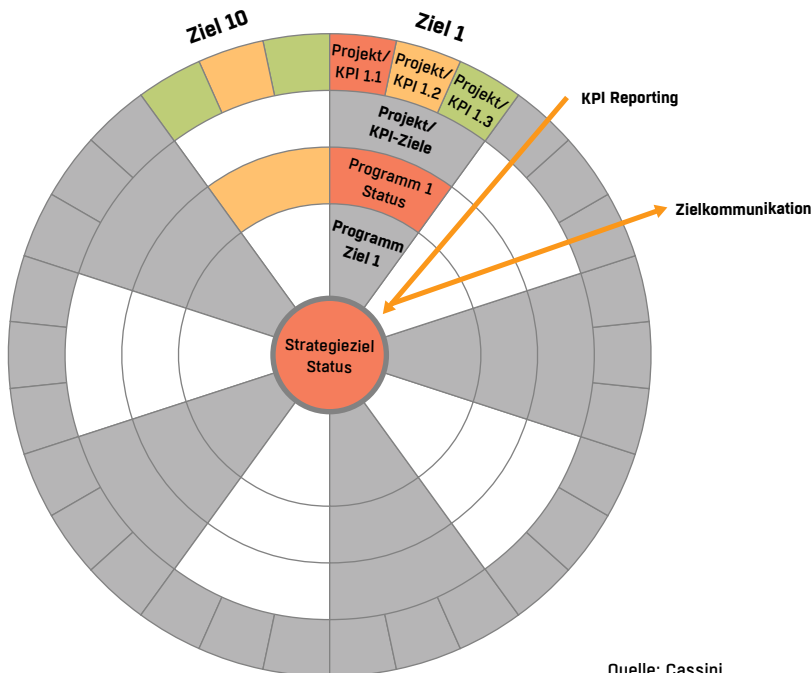 Ziel 10
Ziel 1
Projekt/
KPI 1.1
Projekt/
KPI 1.2
Projekt/
KPI 1.3
KPI Reporting
Projekt/
KPI-Ziele
Programm 1
Status
Zielkommunikation
Programm
Ziel 1
Strategieziel
Status
Quelle: Cassini